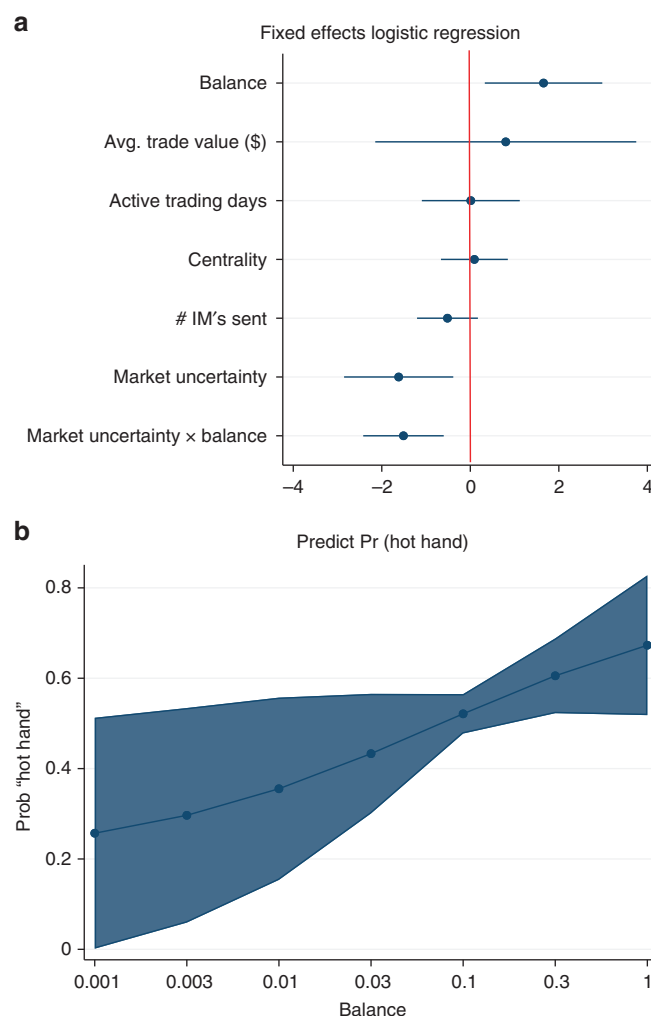 a
Fixed effects logistic regression
Balance
Avg. trade value ($)
Active trading days
Centrality
# IM′s sent
Market uncertainty
Market uncertainty × balance
−4 −2 0 2 4
b
Predict Pr (hot hand)
Prob “hot hand”
0.8
0.6
0.4
0.2
0
0.001 0.003 0.01 0.03 0.1 0.3 1
Balance